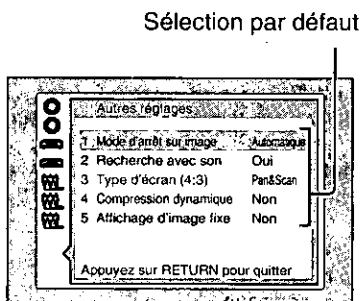 Sélection par défaut
Autres réglages
1 Mode d'arrêt sur image Automatique
2 Recherche avec son Oui
3 Type d'écran (4:3) Pan&Scan
4 Compression dynamique Non
5 Affichage d'image fixe Non
Appuyez sur RETURN pour quitter